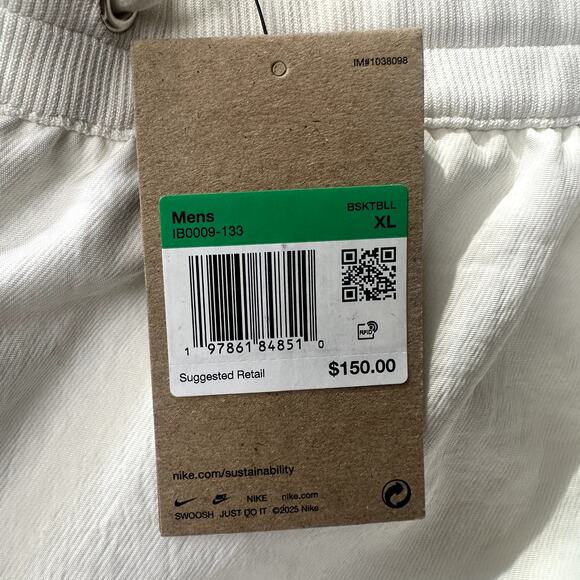 IM#1038098
Mens BSKTBLL
IB0009-133 XL
RFID
1 97861 84851 0
Suggested Retail $150.00
nike.com/sustainability
NIKE nike.com
SWOOSH JUST DO IT ©2025 Nike